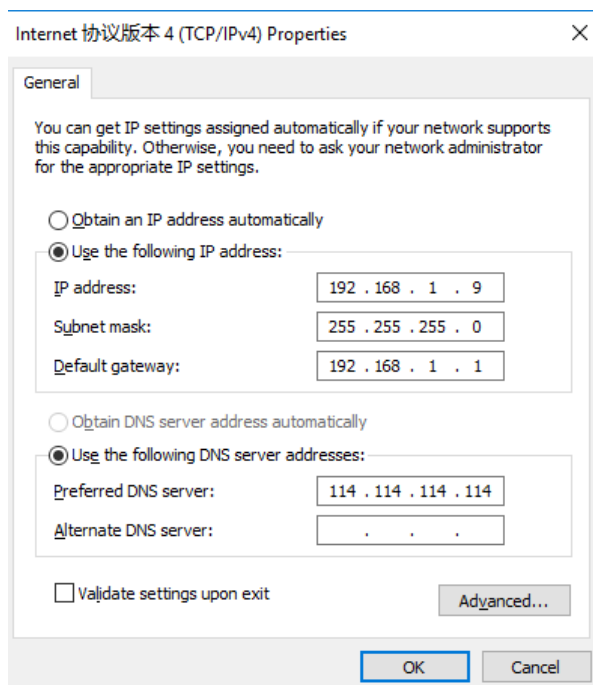 Internet 协议版本 4 (TCP/IPv4) Properties
General
You can get IP settings assigned automatically if your network supports
this capability. Otherwise, you need to ask your network administrator
for the appropriate IP settings.
Obtain an IP address automatically
Use the following IP address:
IP address: 192 . 168 . 1 . 9
Subnet mask: 255 . 255 . 255 . 0
Default gateway: 192 . 168 . 1 . 1
Obtain DNS server address automatically
Use the following DNS server addresses:
Preferred DNS server: 114 . 114 . 114 . 114
Alternate DNS server: . . .
Validate settings upon exit
Advanced...
OK Cancel